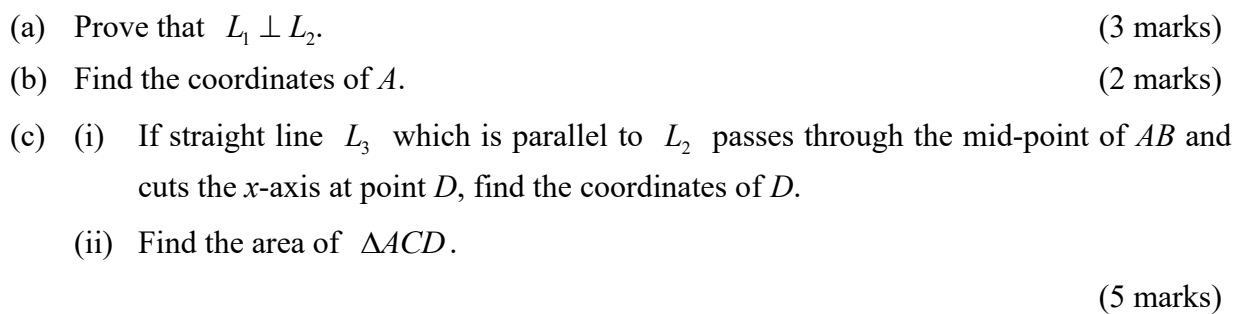 (a) Prove that L₁ ⊥ L₂. (3 marks)
(b) Find the coordinates of A. (2 marks)
(c) (i) If straight line L₃ which is parallel to L₂ passes through the mid-point of AB and
cuts the x-axis at point D, find the coordinates of D.
(ii) Find the area of ΔACD.
(5 marks)